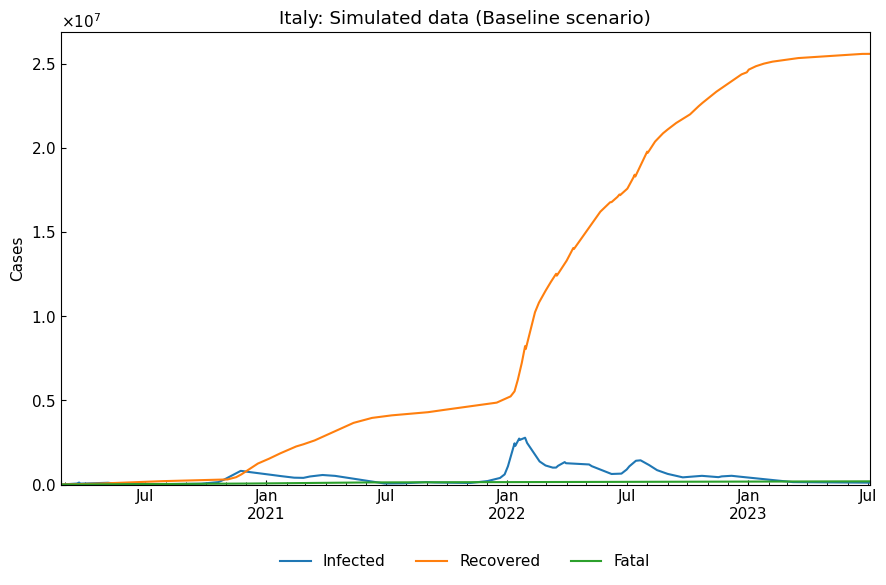 Italy: Simulated data (Baseline scenario)
×10⁷
Cases
2.5
2.0
1.5
1.0
0.5
0.0
Jul Jan Jul Jan Jul Jan Jul
2021 2022 2023
Infected Recovered Fatal